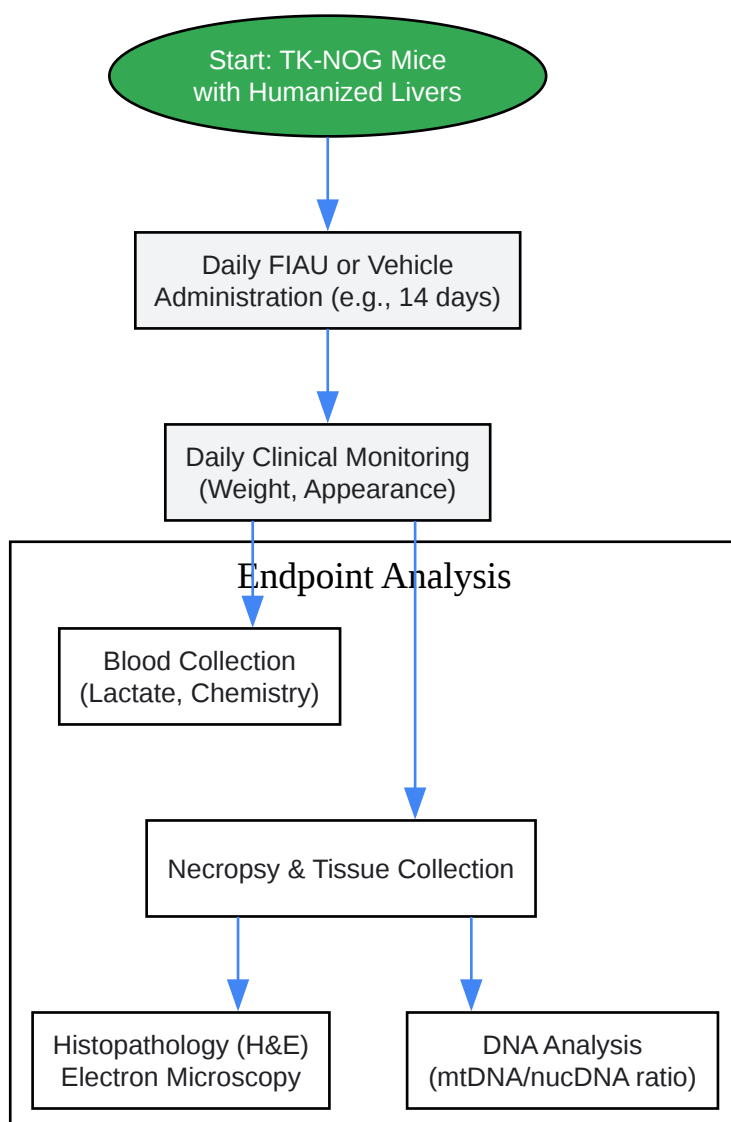 Start: TK-NOG Mice
with Humanized Livers
Daily FIAU or Vehicle
Administration (e.g., 14 days)
Daily Clinical Monitoring
(Weight, Appearance)
Endpoint Analysis
Blood Collection
(Lactate, Chemistry)
Necropsy & Tissue Collection
Histopathology (H&E)
Electron Microscopy
DNA Analysis
(mtDNA/nucDNA ratio)